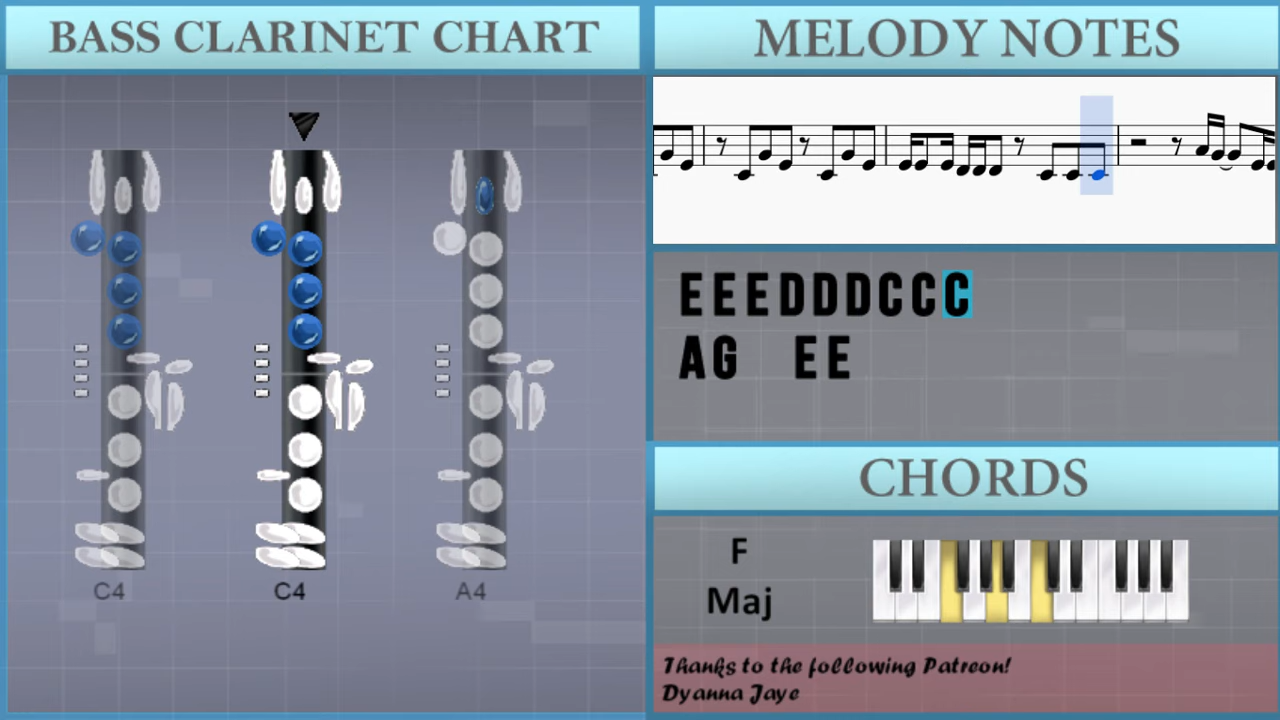 BASS CLARINET CHART
C4
C4
A4
MELODY NOTES
EEEDDDCCC
AG EE
CHORDS
F
Maj
Thanks to the following Patreon!
Dyanna Jaye